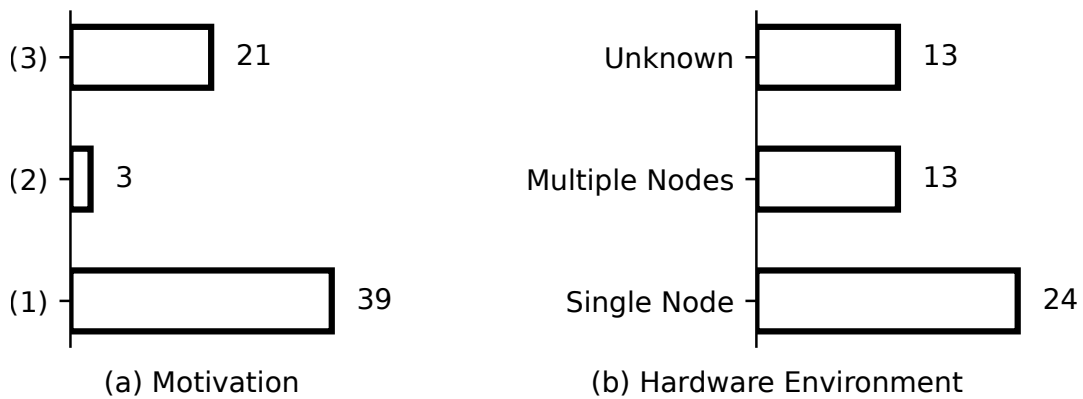 (3) 21
(2) 3
(1) 39
(a) Motivation
Unknown 13
Multiple Nodes 13
Single Node 24
(b) Hardware Environment